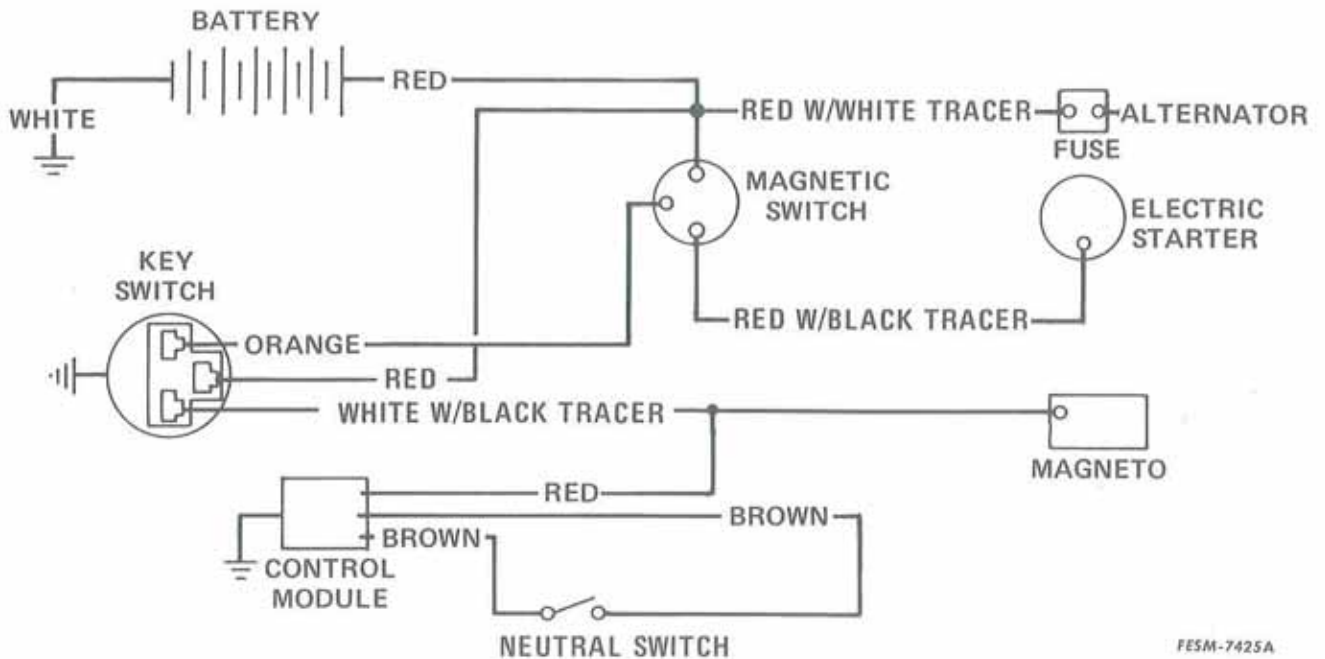 BATTERY
RED
WHITE
RED W/WHITE TRACER
ALTERNATOR
FUSE
MAGNETIC
SWITCH
ELECTRIC
STARTER
KEY
SWITCH
ORANGE
RED W/BLACK TRACER
RED
WHITE W/BLACK TRACER
MAGNETO
RED
BROWN
BROWN
CONTROL
MODULE
NEUTRAL SWITCH
FESM-7425A